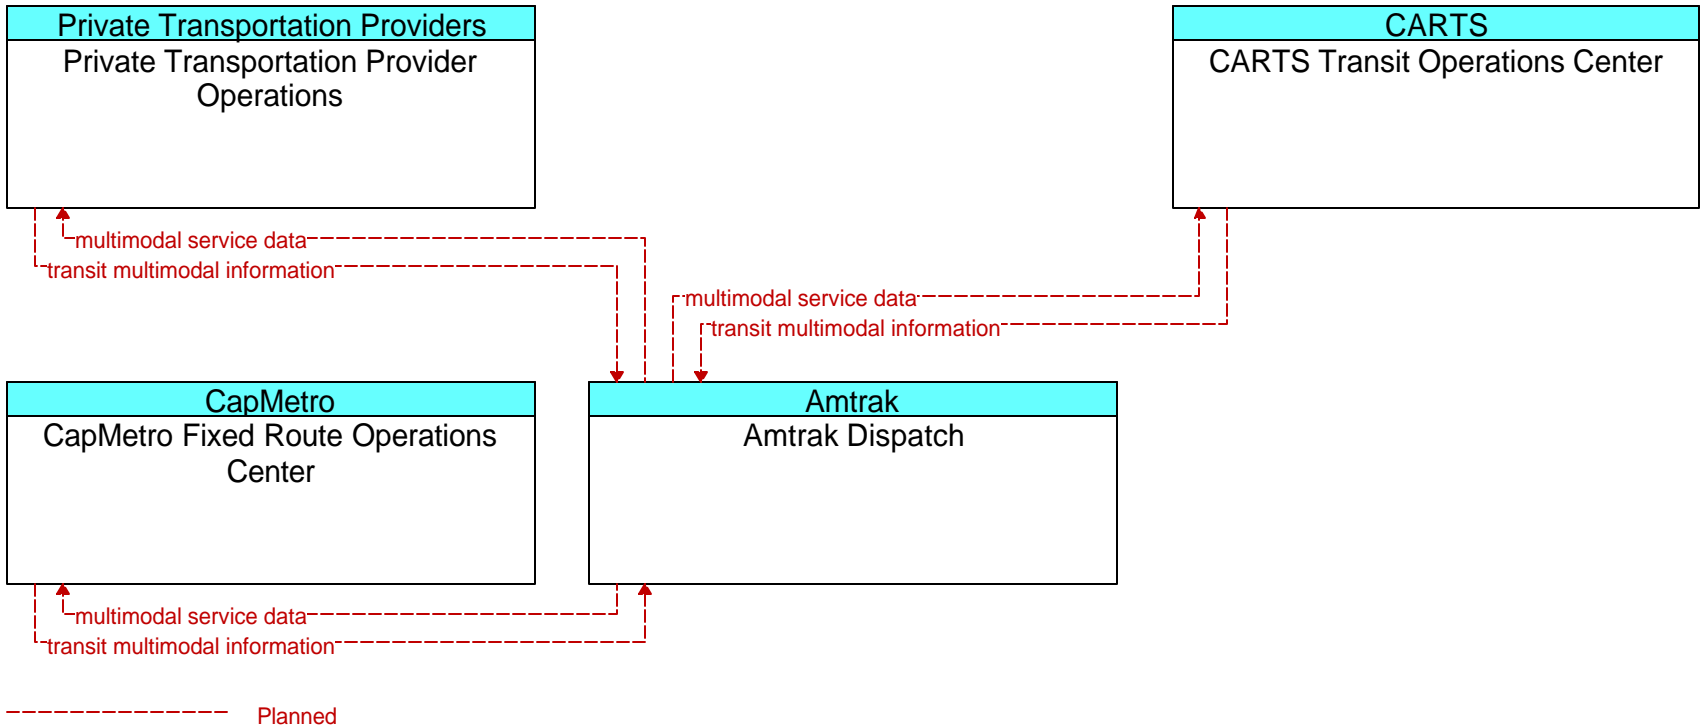 Private Transportation Providers
Private Transportation Provider
Operations
CARTS
CARTS Transit Operations Center
multimodal service data
transit multimodal information
multimodal service data
transit multimodal information
CapMetro
CapMetro Fixed Route Operations
Center
Amtrak
Amtrak Dispatch
multimodal service data
transit multimodal information
Planned